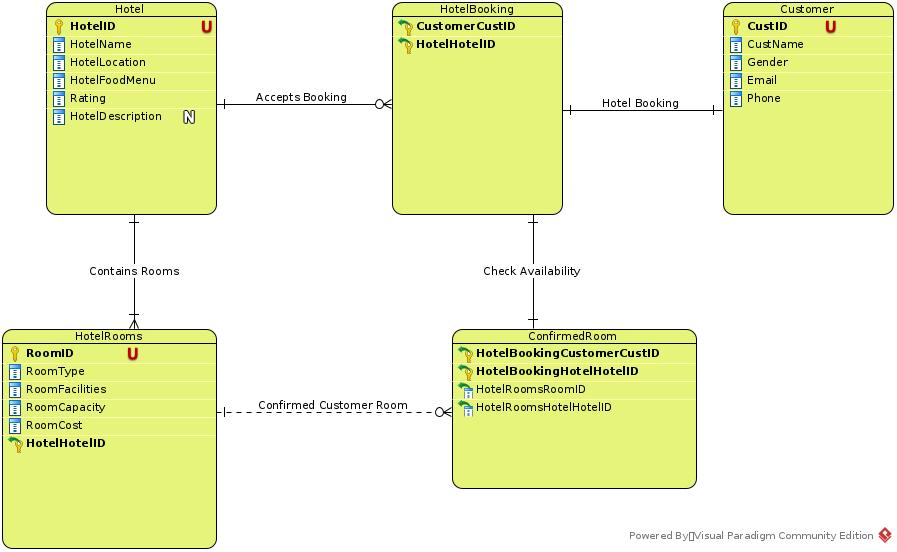 Hotel
HotelID U
HotelName
HotelLocation
HotelFoodMenu
Rating
HotelDescription N
Accepts Booking
HotelBooking
CustomerCustID
HotelHotelID
Hotel Booking
Customer
CustID U
CustName
Gender
Email
Phone
Contains Rooms
Check Availability
HotelRooms
RoomID U
RoomType
RoomFacilities
RoomCapacity
RoomCost
HotelHotelID
Confirmed Customer Room
ConfirmedRoom
HotelBookingCustomerCustID
HotelBookingHotelHotelID
HotelRoomsRoomID
HotelRoomsHotelHotelID
Powered By▯Visual Paradigm Community Edition